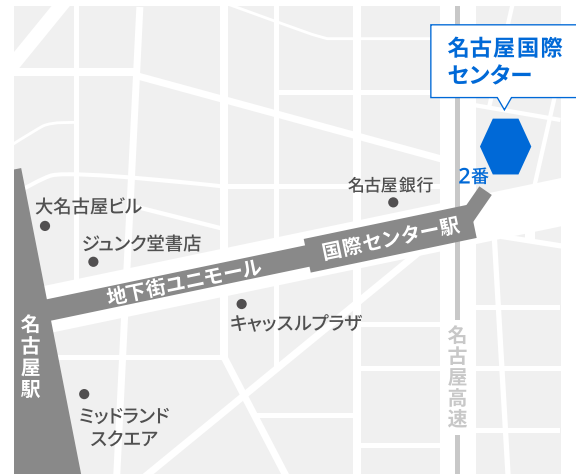 名古屋国際
センター
2番
名古屋銀行
大名古屋ビル
ジュンク堂書店
国際センター駅
地下街ユニモール
キャッスルプラザ
名古屋駅
名古屋高速
ミッドランド
スクエア